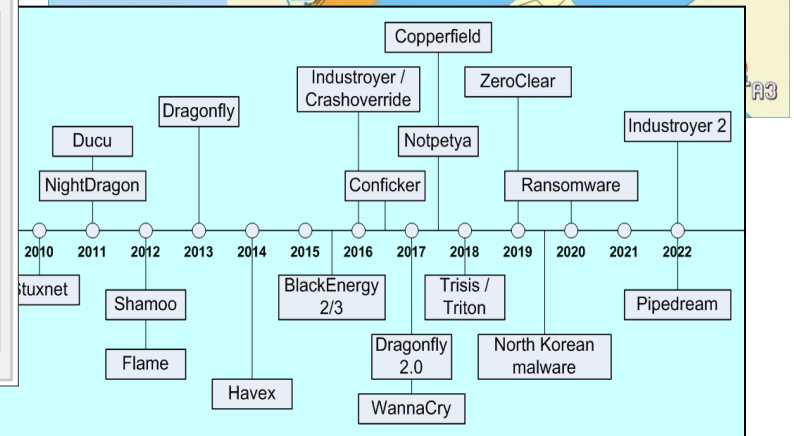 Copperfield
Industroyer /
Crashoverride
ZeroClear
Dragonfly
Industroyer 2
Ducu
Notpetya
NightDragon
Conficker
Ransomware
2010 2011 2012 2013 2014 2015 2016 2017 2018 2019 2020 2021 2022
Stuxnet
BlackEnergy
2/3
Trisis /
Triton
Shamoo
Pipedream
Dragonfly
2.0
North Korean
malware
Flame
Havex
WannaCry